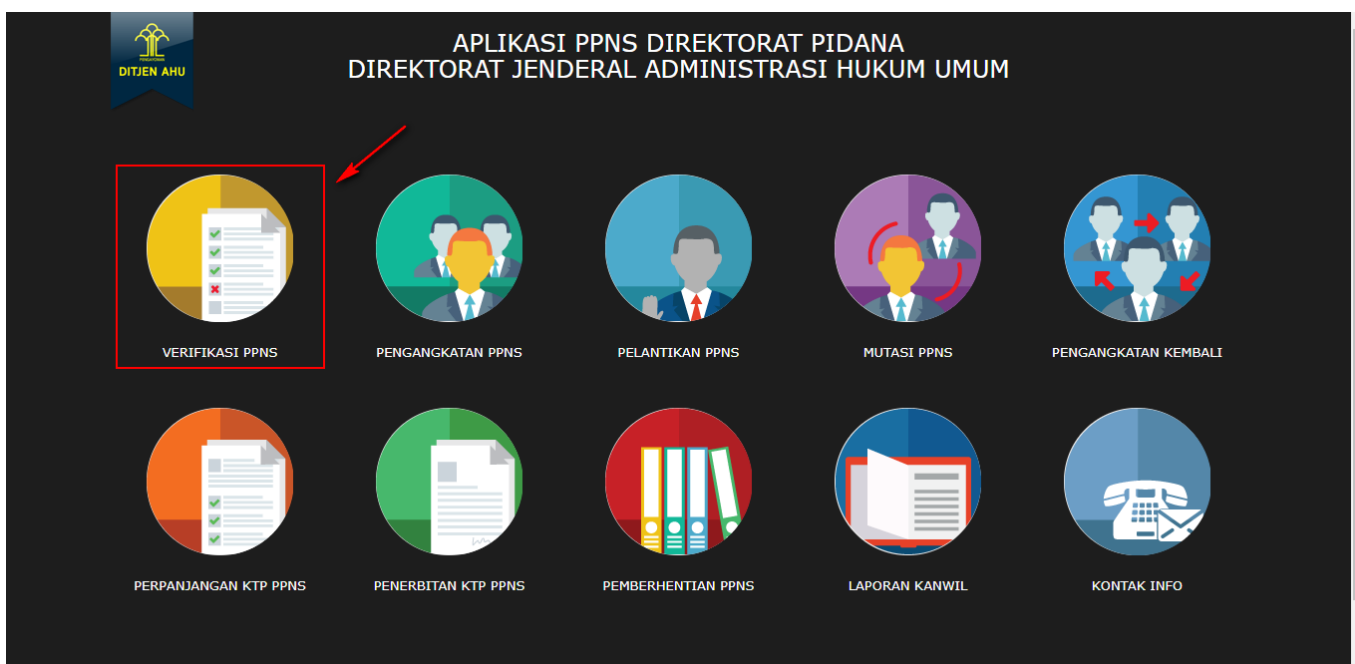 APLIKASI PPNS DIREKTORAT PIDANA
DIREKTORAT JENDERAL ADMINISTRASI HUKUM UMUM
PENGAYOMAN
DITJEN AHU
VERIFIKASI PPNS
PENGANGKATAN PPNS
PELANTIKAN PPNS
MUTASI PPNS
PENGANGKATAN KEMBALI
PERPANJANGAN KTP PPNS
PENERBITAN KTP PPNS
PEMBERHENTIAN PPNS
LAPORAN KANWIL
KONTAK INFO